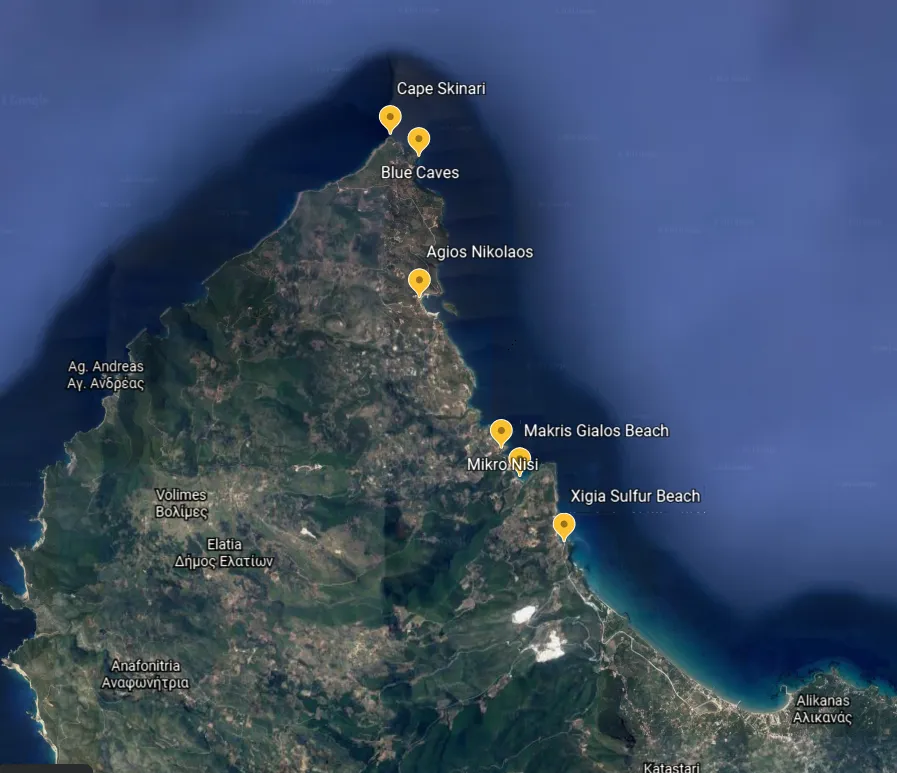 Cape Skinari
Blue Caves
Agios Nikolaos
Ag. Andreas
Αγ. Ανδρέας
Makris Gialos Beach
Mikro Nisi
Xigia Sulfur Beach
Volimes
Βολίμες
Elatia
Δήμος Ελατίων
Anafonitria
Αναφωνήτρια
Alikanas
Αλικανάς
Katastari